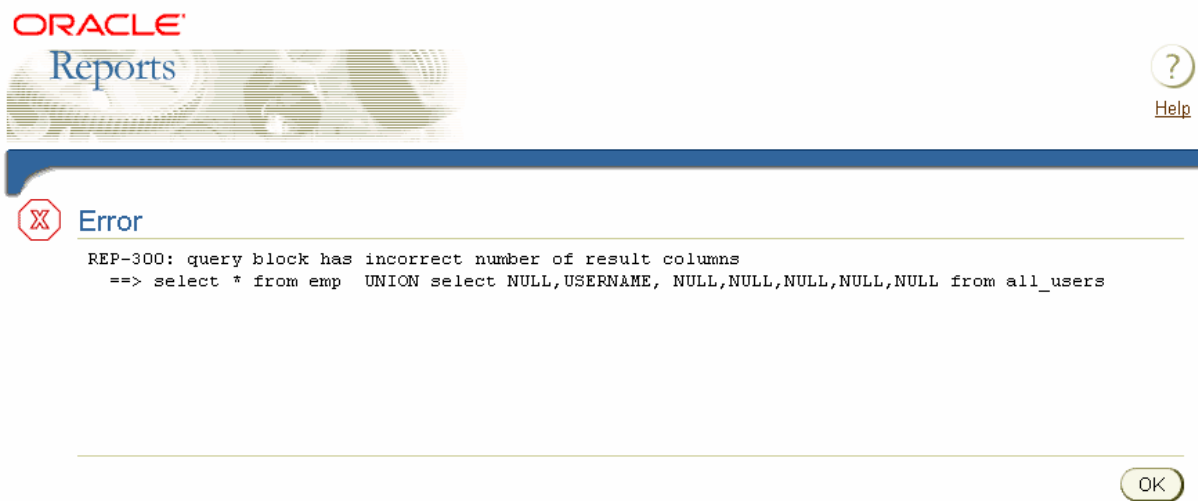 ORACLE
Reports
?
Help
X
Error
REP-300: query block has incorrect number of result columns
==> select * from emp  UNION select NULL,USERNAME, NULL,NULL,NULL,NULL,NULL from all_users
OK